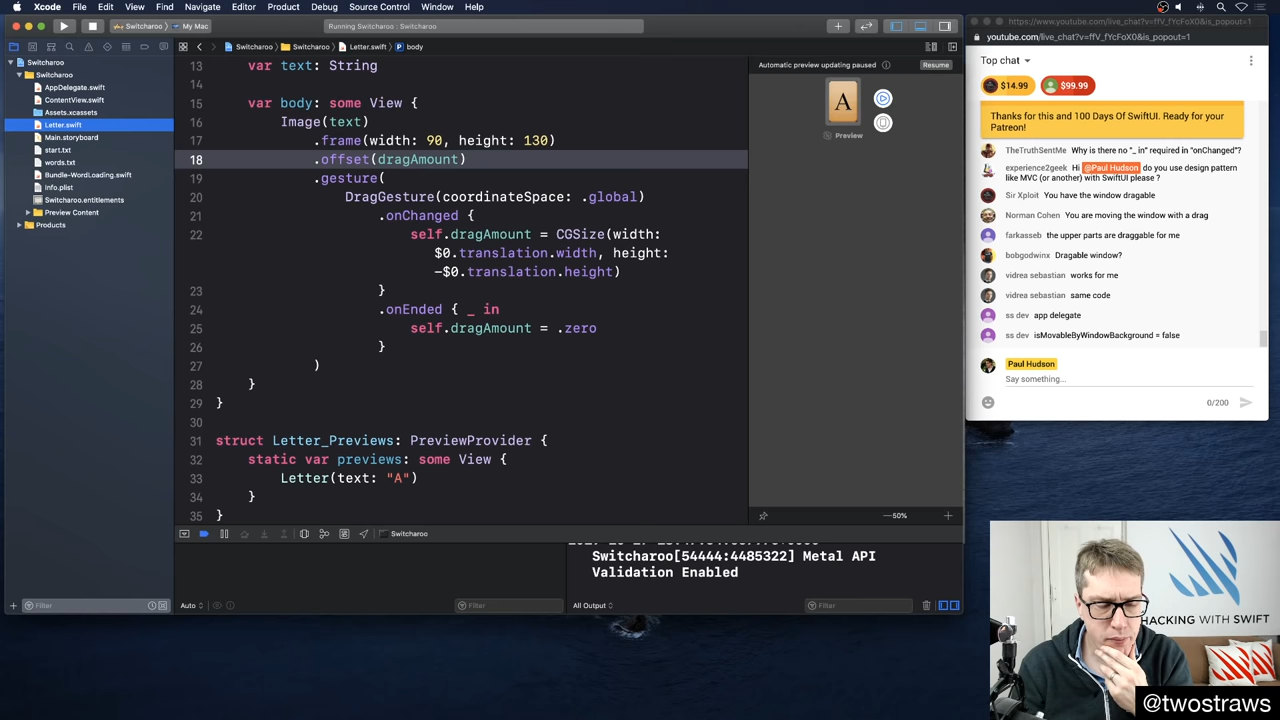 Xcode File Edit View Find Navigate Editor Product Debug Source Control Window Help
Switcharoo › My Mac
Running Switcharoo
https://www.youtube.com/live_chat?v=ffV_fYcFoX0&is_popout=1
youtube.com/live_chat?v=ffV_fYcFoX0&is_popout=1
Switcharoo
Switcharoo
AppDelegate.swift
ContentView.swift
Assets.xcassets
Letter.swift
Main.storyboard
start.txt
words.txt
Bundle-WordLoading.swift
Info.plist
Switcharoo.entitlements
Preview Content
Products
Filter
Switcharoo › Switcharoo › Letter.swift › P body
13 var text: String
14
15 var body: some View {
16 Image(text)
17 .frame(width: 90, height: 130)
18 .offset(dragAmount)
19 .gesture(
20 DragGesture(coordinateSpace: .global)
21 .onChanged {
22 self.dragAmount = CGSize(width:
$0.translation.width, height:
-$0.translation.height)
23 }
24 .onEnded { _ in
25 self.dragAmount = .zero
26 }
27 )
28 }
29 }
30
31 struct Letter_Previews: PreviewProvider {
32 static var previews: some View {
33 Letter(text: "A")
34 }
35 }
Automatic preview updating paused
Resume
A
Preview
50%
Switcharoo
Switcharoo[54444:4485322] Metal API
Validation Enabled
Auto
Filter
All Output
Filter
Top chat
$14.99
$99.99
Thanks for this and 100 Days Of SwiftUI. Ready for your
Patreon!
TheTruthSentMe Why is there no "_ in" required in "onChanged"?
experience2geek Hi @Paul Hudson do you use design pattern
like MVC (or another) with SwiftUI please ?
Sir Xploit You have the window dragable
Norman Cohen You are moving the window with a drag
farkasseb the upper parts are draggable for me
bobgodwinx Dragable window?
vidrea sebastian works for me
vidrea sebastian same code
ss dev app delegate
ss dev isMovableByWindowBackground = false
Paul Hudson
Say something...
0/200
HACKING WITH SWIFT
@twostraws